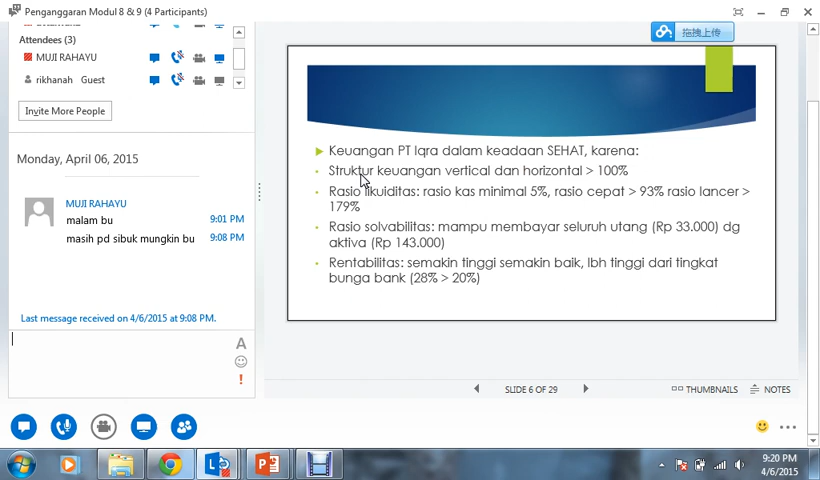 Penganggaran Modul 8 & 9 (4 Participants)
拖拽上传
Attendees (3)
MUJI RAHAYU
rikhanah Guest
Invite More People
Monday, April 06, 2015
MUJI RAHAYU
malam bu 9:01 PM
masih pd sibuk mungkin bu 9:08 PM
Last message received on 4/6/2015 at 9:08 PM.
A
Keuangan PT Iqra dalam keadaan SEHAT, karena:
Struktur keuangan vertical dan horizontal > 100%
Rasio likuiditas: rasio kas minimal 5%, rasio cepat > 93% rasio lancer >
179%
Rasio solvabilitas: mampu membayar seluruh utang (Rp 33.000) dg
aktiva (Rp 143.000)
Rentabilitas: semakin tinggi semakin baik, lbh tinggi dari tingkat
bunga bank (28% > 20%)
SLIDE 6 OF 29
THUMBNAILS
NOTES
9:20 PM
4/6/2015